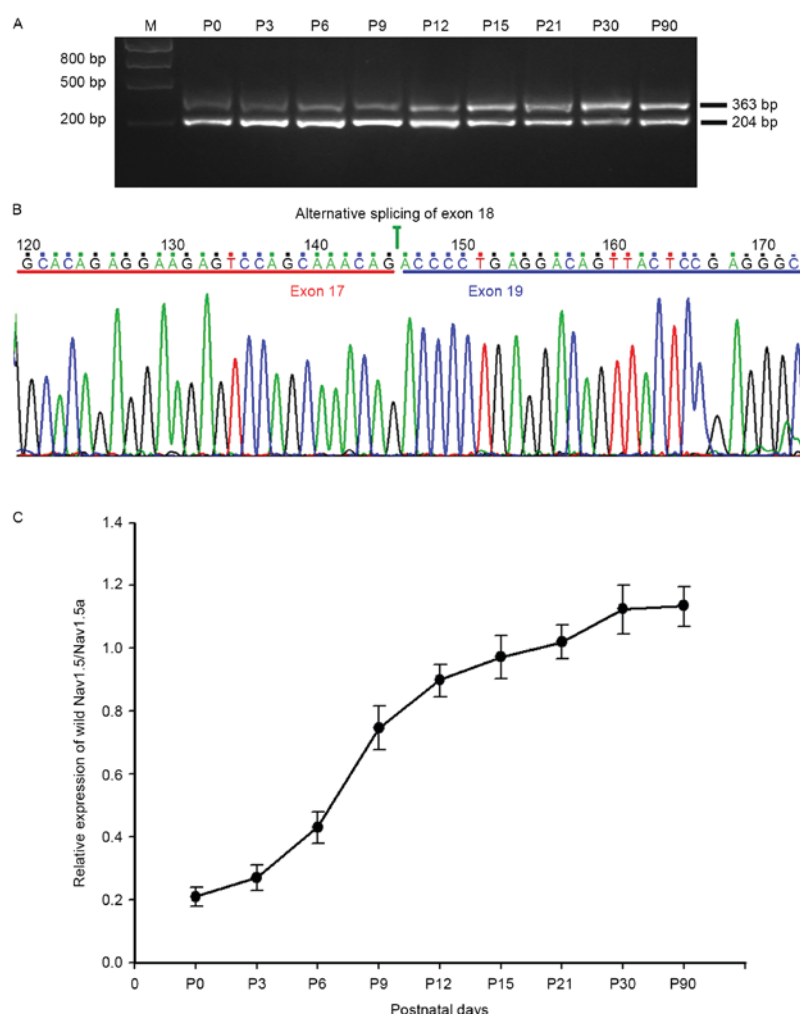 A
M P0 P3 P6 P9 P12 P15 P21 P30 P90
800 bp
500 bp
363 bp
200 bp
204 bp
B
Alternative splicing of exon 18
120 130 140 150 160 170
GCACAGAGGAAGAGTCCAGCAAACAGACCCCTGAGGACAGTTACTCCGAGGGC
Exon 17 Exon 19
C
Relative expression of wild Nav1.5/Nav1.5a
1.4
1.2
1.0
0.8
0.6
0.4
0.2
0.0
0 P0 P3 P6 P9 P12 P15 P21 P30 P90
Postnatal days